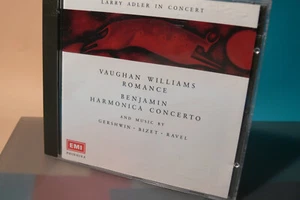 LARRY ADLER IN CONCERT
VAUGHAN WILLIAMS
ROMANCE
BENJAMIN
HARMONICA CONCERTO
AND MUSIC BY
GERSHWIN · BIZET · RAVEL
EMI